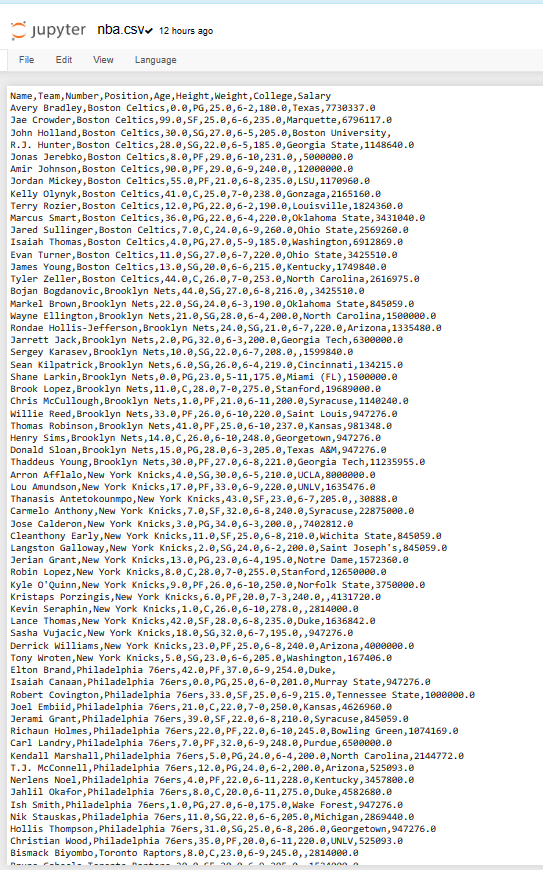 jupyter nba.csv✔ 12 hours ago
File Edit View Language
Name,Team,Number,Position,Age,Height,Weight,College,Salary
Avery Bradley,Boston Celtics,0.0,PG,25.0,6-2,180.0,Texas,7730337.0
Jae Crowder,Boston Celtics,99.0,SF,25.0,6-6,235.0,Marquette,6796117.0
John Holland,Boston Celtics,30.0,SG,27.0,6-5,205.0,Boston University,
R.J. Hunter,Boston Celtics,28.0,SG,22.0,6-5,185.0,Georgia State,1148640.0
Jonas Jerebko,Boston Celtics,8.0,PF,29.0,6-10,231.0,,5000000.0
Amir Johnson,Boston Celtics,90.0,PF,29.0,6-9,240.0,,12000000.0
Jordan Mickey,Boston Celtics,55.0,PF,21.0,6-8,235.0,LSU,1170960.0
Kelly Olynyk,Boston Celtics,41.0,C,25.0,7-0,238.0,Gonzaga,2165160.0
Terry Rozier,Boston Celtics,12.0,PG,22.0,6-2,190.0,Louisville,1824360.0
Marcus Smart,Boston Celtics,36.0,PG,22.0,6-4,220.0,Oklahoma State,3431040.0
Jared Sullinger,Boston Celtics,7.0,C,24.0,6-9,260.0,Ohio State,2569260.0
Isaiah Thomas,Boston Celtics,4.0,PG,27.0,5-9,185.0,Washington,6912869.0
Evan Turner,Boston Celtics,11.0,SG,27.0,6-7,220.0,Ohio State,3425510.0
James Young,Boston Celtics,13.0,SG,20.0,6-6,215.0,Kentucky,1749840.0
Tyler Zeller,Boston Celtics,44.0,C,26.0,7-0,253.0,North Carolina,2616975.0
Bojan Bogdanovic,Brooklyn Nets,44.0,SG,27.0,6-8,216.0,,3425510.0
Markel Brown,Brooklyn Nets,22.0,SG,24.0,6-3,190.0,Oklahoma State,845059.0
Wayne Ellington,Brooklyn Nets,21.0,SG,28.0,6-4,200.0,North Carolina,1500000.0
Rondae Hollis-Jefferson,Brooklyn Nets,24.0,SG,21.0,6-7,220.0,Arizona,1335480.0
Jarrett Jack,Brooklyn Nets,2.0,PG,32.0,6-3,200.0,Georgia Tech,6300000.0
Sergey Karasev,Brooklyn Nets,10.0,SG,22.0,6-7,208.0,,1599840.0
Sean Kilpatrick,Brooklyn Nets,6.0,SG,26.0,6-4,219.0,Cincinnati,134215.0
Shane Larkin,Brooklyn Nets,0.0,PG,23.0,5-11,175.0,Miami (FL),1500000.0
Brook Lopez,Brooklyn Nets,11.0,C,28.0,7-0,275.0,Stanford,19689000.0
Chris McCullough,Brooklyn Nets,1.0,PF,21.0,6-11,200.0,Syracuse,1140240.0
Willie Reed,Brooklyn Nets,33.0,PF,26.0,6-10,220.0,Saint Louis,947276.0
Thomas Robinson,Brooklyn Nets,41.0,PF,25.0,6-10,237.0,Kansas,981348.0
Henry Sims,Brooklyn Nets,14.0,C,26.0,6-10,248.0,Georgetown,947276.0
Donald Sloan,Brooklyn Nets,15.0,PG,28.0,6-3,205.0,Texas A&M,947276.0
Thaddeus Young,Brooklyn Nets,30.0,PF,27.0,6-8,221.0,Georgia Tech,11235955.0
Arron Afflalo,New York Knicks,4.0,SG,30.0,6-5,210.0,UCLA,8000000.0
Lou Amundson,New York Knicks,17.0,PF,33.0,6-9,220.0,UNLV,1635476.0
Thanasis Antetokounmpo,New York Knicks,43.0,SF,23.0,6-7,205.0,,30888.0
Carmelo Anthony,New York Knicks,7.0,SF,32.0,6-8,240.0,Syracuse,22875000.0
Jose Calderon,New York Knicks,3.0,PG,34.0,6-3,200.0,,7402812.0
Cleanthony Early,New York Knicks,11.0,SF,25.0,6-8,210.0,Wichita State,845059.0
Langston Galloway,New York Knicks,2.0,SG,24.0,6-2,200.0,Saint Joseph's,845059.0
Jerian Grant,New York Knicks,13.0,PG,23.0,6-4,195.0,Notre Dame,1572360.0
Robin Lopez,New York Knicks,8.0,C,28.0,7-0,255.0,Stanford,12650000.0
Kyle O'Quinn,New York Knicks,9.0,PF,26.0,6-10,250.0,Norfolk State,3750000.0
Kristaps Porzingis,New York Knicks,6.0,PF,20.0,7-3,240.0,,4131720.0
Kevin Seraphin,New York Knicks,1.0,C,26.0,6-10,278.0,,2814000.0
Lance Thomas,New York Knicks,42.0,SF,28.0,6-8,235.0,Duke,1636842.0
Sasha Vujacic,New York Knicks,18.0,SG,32.0,6-7,195.0,,947276.0
Derrick Williams,New York Knicks,23.0,PF,25.0,6-8,240.0,Arizona,4000000.0
Tony Wroten,New York Knicks,5.0,SG,23.0,6-6,205.0,Washington,167406.0
Elton Brand,Philadelphia 76ers,42.0,PF,37.0,6-9,254.0,Duke,
Isaiah Canaan,Philadelphia 76ers,0.0,PG,25.0,6-0,201.0,Murray State,947276.0
Robert Covington,Philadelphia 76ers,33.0,SF,25.0,6-9,215.0,Tennessee State,1000000.0
Joel Embiid,Philadelphia 76ers,21.0,C,22.0,7-0,250.0,Kansas,4626960.0
Jerami Grant,Philadelphia 76ers,39.0,SF,22.0,6-8,210.0,Syracuse,845059.0
Richaun Holmes,Philadelphia 76ers,22.0,PF,22.0,6-10,245.0,Bowling Green,1074169.0
Carl Landry,Philadelphia 76ers,7.0,PF,32.0,6-9,248.0,Purdue,6500000.0
Kendall Marshall,Philadelphia 76ers,5.0,PG,24.0,6-4,200.0,North Carolina,2144772.0
T.J. McConnell,Philadelphia 76ers,12.0,PG,24.0,6-2,200.0,Arizona,525093.0
Nerlens Noel,Philadelphia 76ers,4.0,PF,22.0,6-11,228.0,Kentucky,3457800.0
Jahlil Okafor,Philadelphia 76ers,8.0,C,20.0,6-11,275.0,Duke,4582680.0
Ish Smith,Philadelphia 76ers,1.0,PG,27.0,6-0,175.0,Wake Forest,947276.0
Nik Stauskas,Philadelphia 76ers,11.0,SG,22.0,6-6,205.0,Michigan,2869440.0
Hollis Thompson,Philadelphia 76ers,31.0,SG,25.0,6-8,206.0,Georgetown,947276.0
Christian Wood,Philadelphia 76ers,35.0,PF,20.0,6-11,220.0,UNLV,525093.0
Bismack Biyombo,Toronto Raptors,8.0,C,23.0,6-9,245.0,,2814000.0